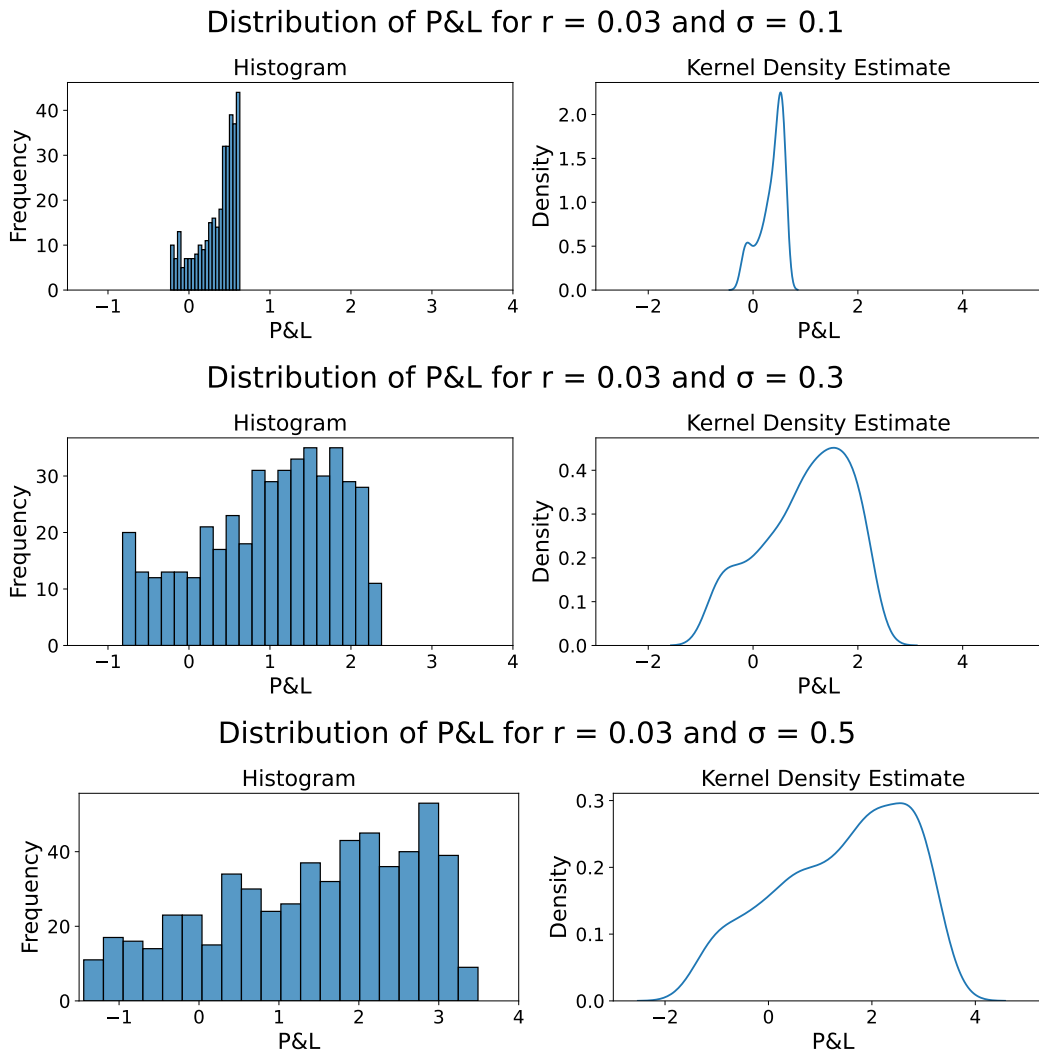 Distribution of P&L for r = 0.03 and σ = 0.1
Histogram
Kernel Density Estimate
Frequency
40
30
20
10
0
−1 0 1 2 3 4
P&L
Density
2.0
1.5
1.0
0.5
0.0
−2 0 2 4
P&L
Distribution of P&L for r = 0.03 and σ = 0.3
Histogram
Kernel Density Estimate
Frequency
30
20
10
0
−1 0 1 2 3 4
P&L
Density
0.4
0.3
0.2
0.1
0.0
−2 0 2 4
P&L
Distribution of P&L for r = 0.03 and σ = 0.5
Histogram
Kernel Density Estimate
Frequency
40
20
0
−1 0 1 2 3 4
P&L
Density
0.3
0.2
0.1
0.0
−2 0 2 4
P&L